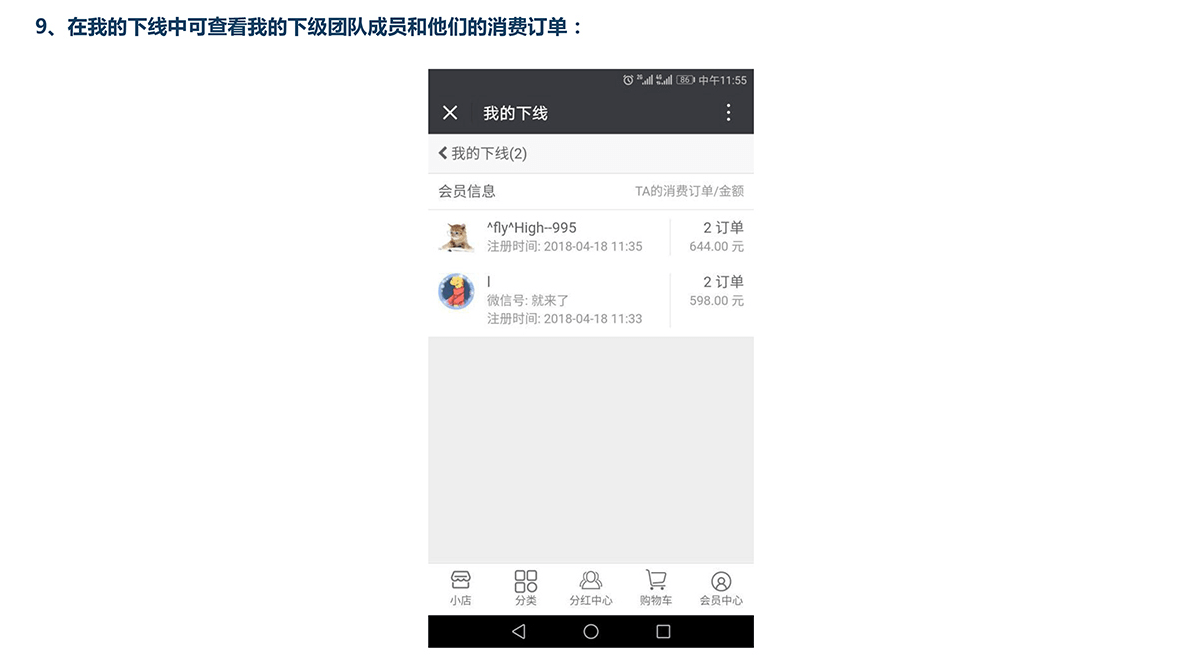 9、在我的下线中可查看我的下级团队成员和他们的消费订单：
2G 4G 86 中午11:55
我的下线
我的下线(2)
会员信息 TA的消费订单/金额
^fly^High--995 2 订单
注册时间: 2018-04-18 11:35 644.00 元
l 2 订单
微信号: 就来了 598.00 元
注册时间: 2018-04-18 11:33
小店 分类 分红中心 购物车 会员中心